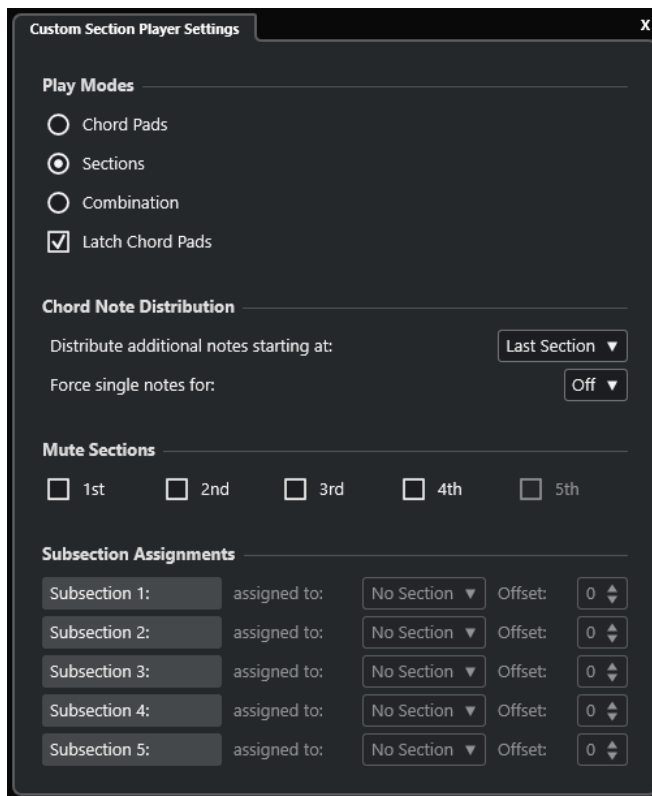 Custom Section Player Settings
X
Play Modes
Chord Pads
Sections
Combination
Latch Chord Pads
Chord Note Distribution
Distribute additional notes starting at: Last Section
Force single notes for: Off
Mute Sections
1st 2nd 3rd 4th 5th
Subsection Assignments
Subsection 1: assigned to: No Section Offset: 0
Subsection 2: assigned to: No Section Offset: 0
Subsection 3: assigned to: No Section Offset: 0
Subsection 4: assigned to: No Section Offset: 0
Subsection 5: assigned to: No Section Offset: 0